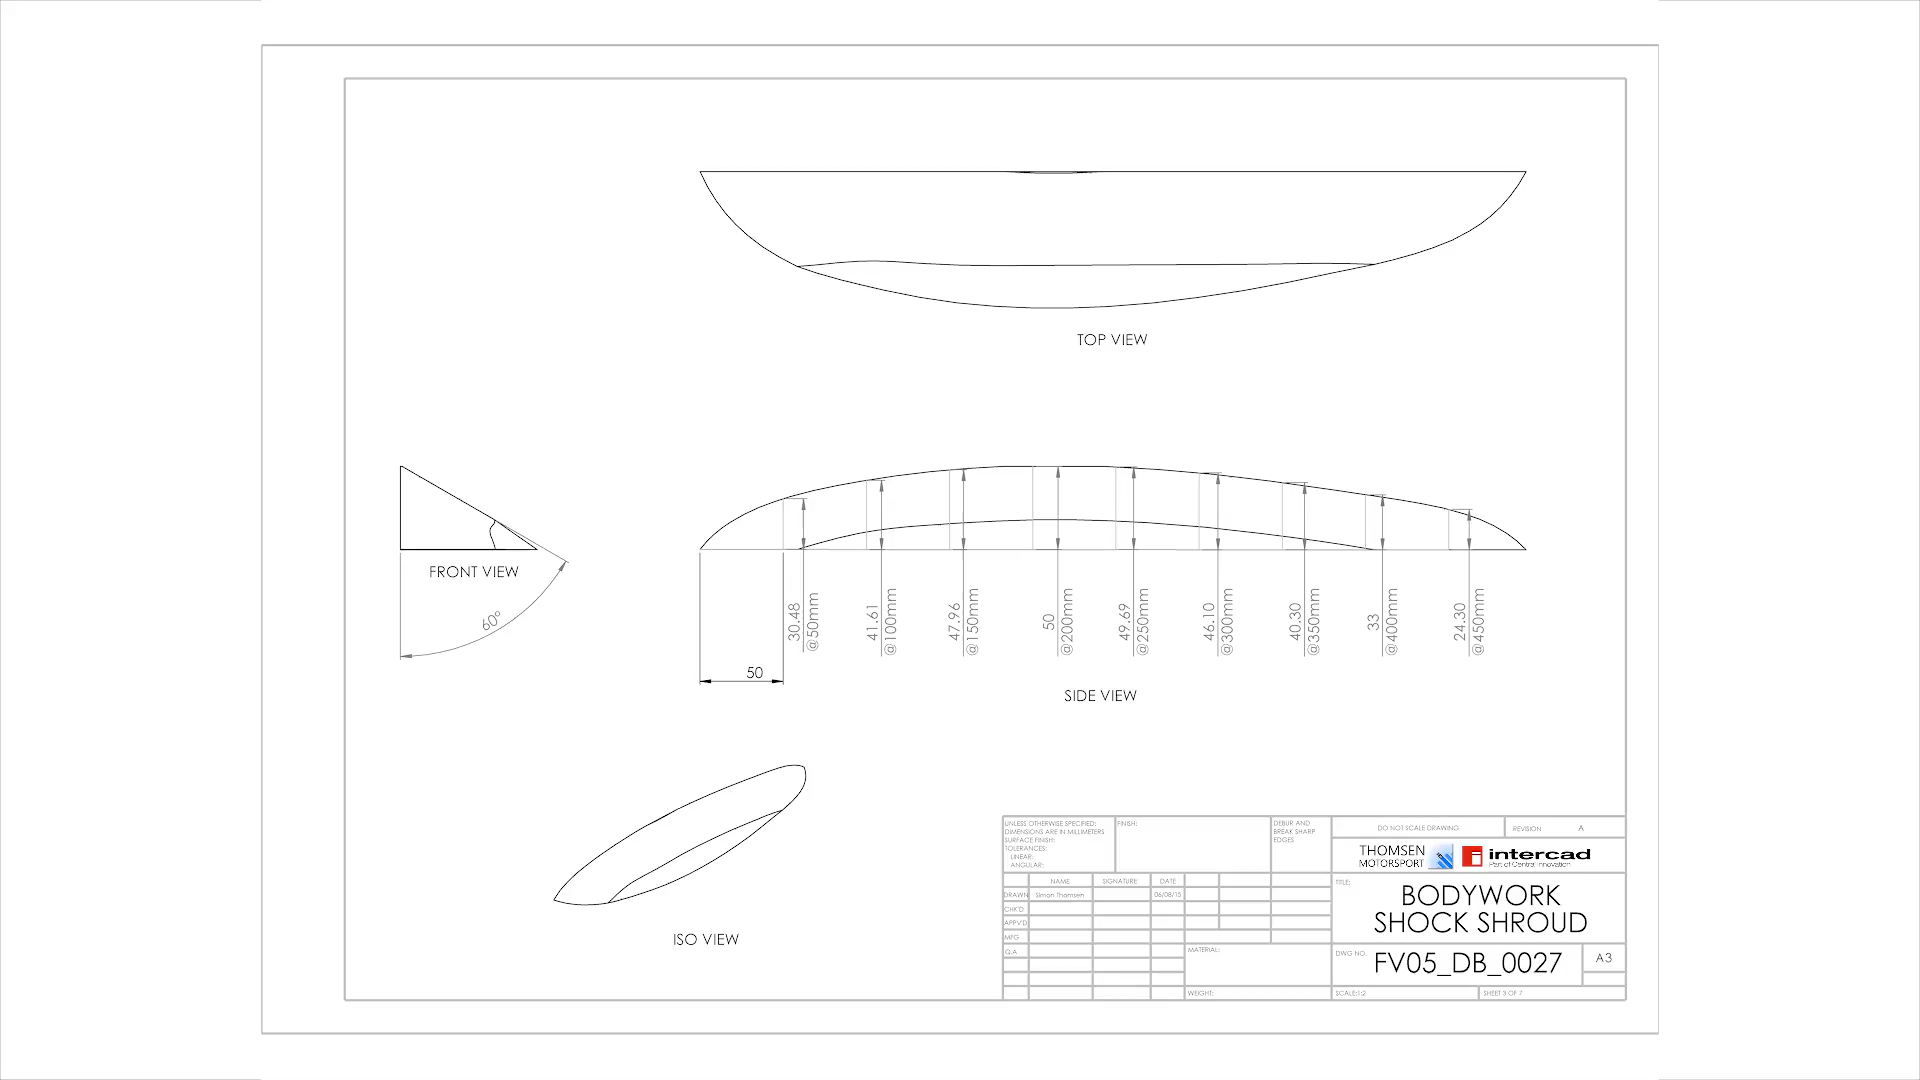 TOP VIEW
FRONT VIEW
60°
30.48
@50mm
41.61
@100mm
47.96
@150mm
50
@200mm
49.69
@250mm
46.10
@300mm
40.30
@350mm
33
@400mm
24.30
@450mm
50
SIDE VIEW
ISO VIEW
UNLESS OTHERWISE SPECIFIED:
DIMENSIONS ARE IN MILLIMETERS
SURFACE FINISH:
TOLERANCES:
LINEAR:
ANGULAR:
FINISH:
DEBUR AND
BREAK SHARP
EDGES
DO NOT SCALE DRAWING
REVISION A
THOMSEN
MOTORSPORT
intercad
Part of Central Innovation
NAME SIGNATURE DATE
DRAWN Simon Thomsen 06/08/15
CHK'D
APPV'D
MFG
Q.A
MATERIAL:
WEIGHT:
TITLE:
BODYWORK
SHOCK SHROUD
DWG NO.
FV05_DB_0027
A3
SCALE:1:2
SHEET 3 OF 7